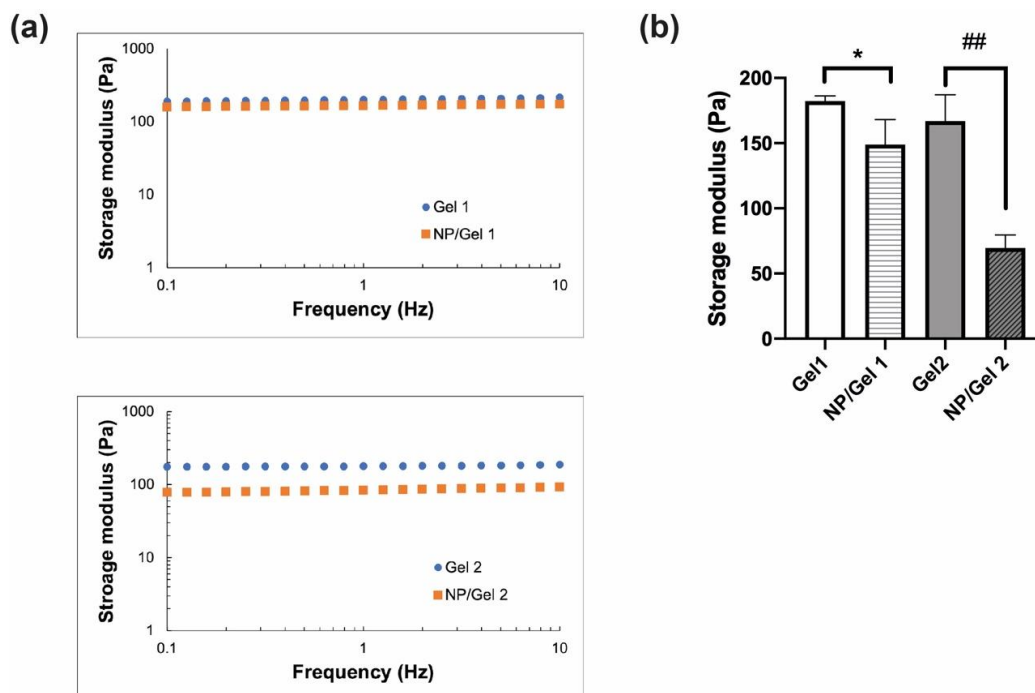 (a)
1000
100
10
1
Storage modulus (Pa)
Gel 1
NP/Gel 1
0.1
1
10
Frequency (Hz)
1000
100
10
1
Stroage modulus (Pa)
Gel 2
NP/Gel 2
0.1
1
10
Frequency (Hz)
(b)
*
##
200
150
100
50
0
Storage modulus (Pa)
Gel1
NP/Gel 1
Gel2
NP/Gel 2